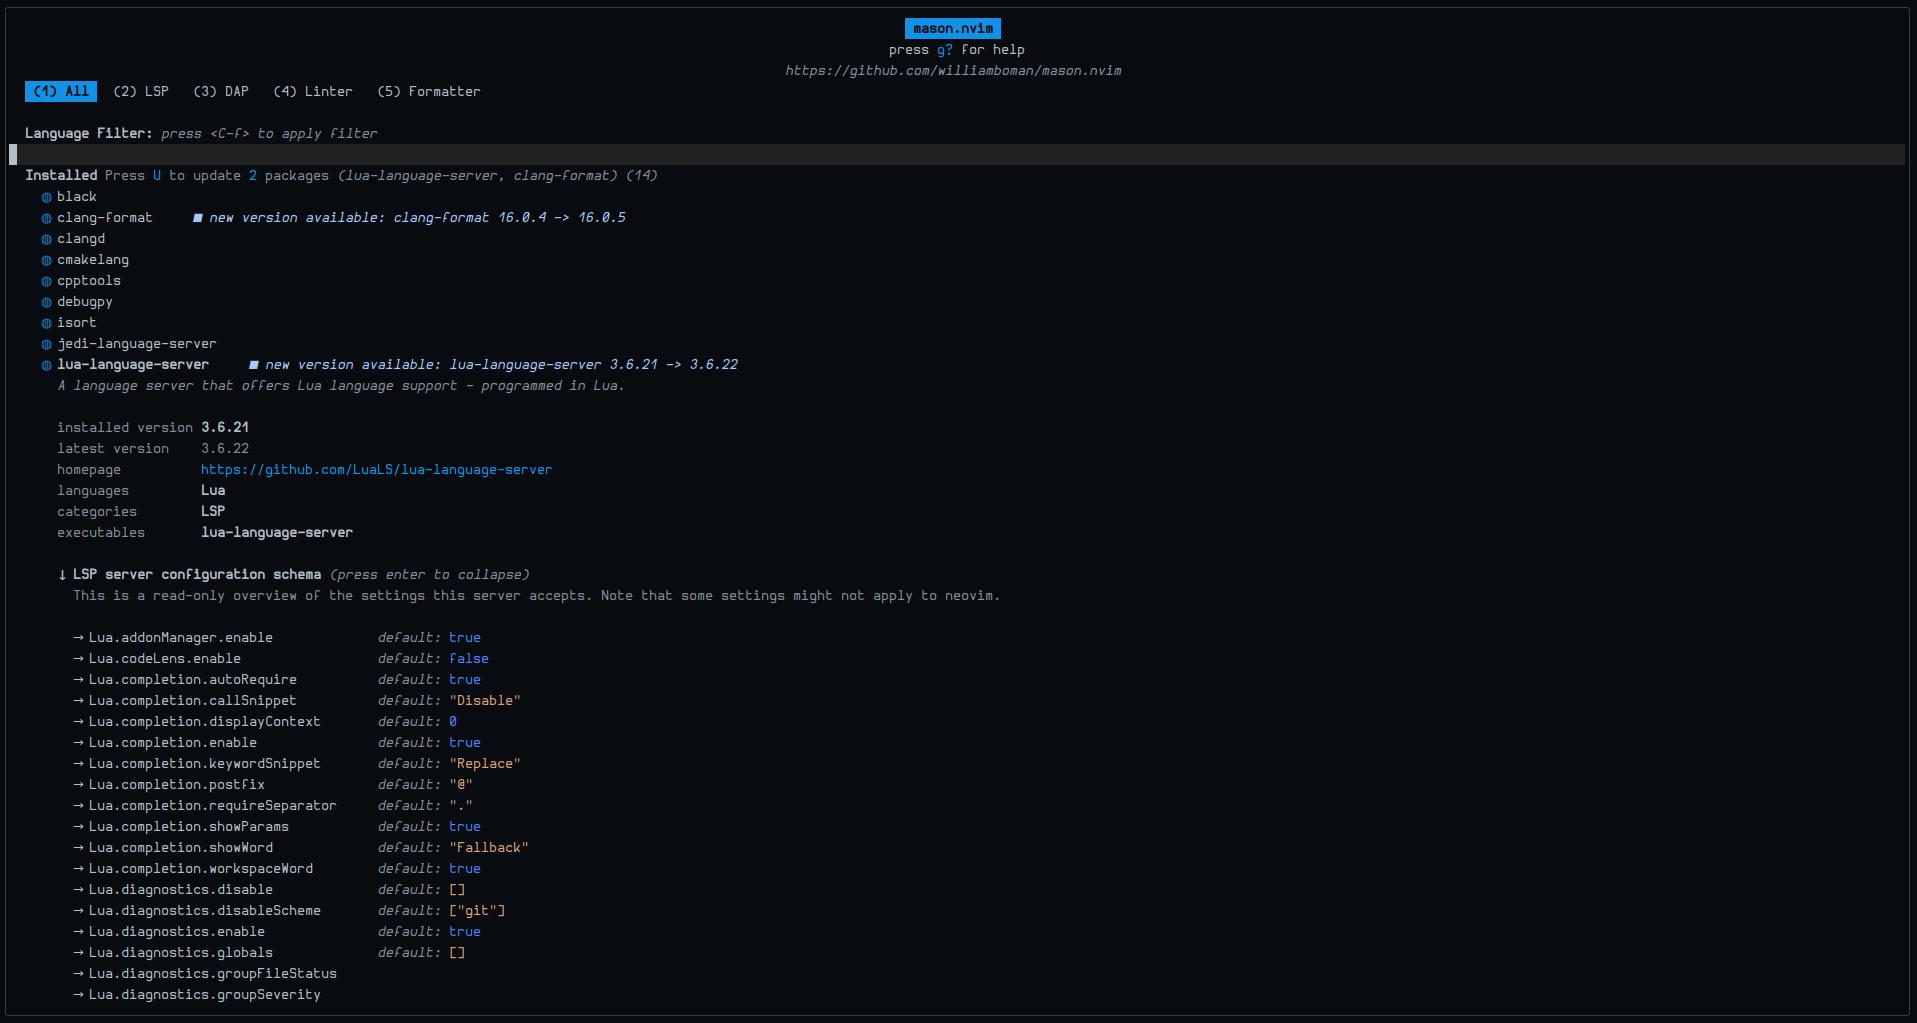 mason.nvim
press g? for help
https://github.com/williamboman/mason.nvim
(1) All (2) LSP (3) DAP (4) Linter (5) Formatter
Language Filter: press <C-f> to apply filter
Installed Press U to update 2 packages (lua-language-server, clang-format) (14)
◍ black
◍ clang-format ■ new version available: clang-format 16.0.4 -> 16.0.5
◍ clangd
◍ cmakelang
◍ cpptools
◍ debugpy
◍ isort
◍ jedi-language-server
◍ lua-language-server ■ new version available: lua-language-server 3.6.21 -> 3.6.22
A language server that offers Lua language support - programmed in Lua.
installed version 3.6.21
latest version 3.6.22
homepage https://github.com/LuaLS/lua-language-server
languages Lua
categories LSP
executables lua-language-server
↓ LSP server configuration schema (press enter to collapse)
This is a read-only overview of the settings this server accepts. Note that some settings might not apply to neovim.
→ Lua.addonManager.enable default: true
→ Lua.codeLens.enable default: false
→ Lua.completion.autoRequire default: true
→ Lua.completion.callSnippet default: "Disable"
→ Lua.completion.displayContext default: 0
→ Lua.completion.enable default: true
→ Lua.completion.keywordSnippet default: "Replace"
→ Lua.completion.postfix default: "@"
→ Lua.completion.requireSeparator default: "."
→ Lua.completion.showParams default: true
→ Lua.completion.showWord default: "Fallback"
→ Lua.completion.workspaceWord default: true
→ Lua.diagnostics.disable default: []
→ Lua.diagnostics.disableScheme default: ["git"]
→ Lua.diagnostics.enable default: true
→ Lua.diagnostics.globals default: []
→ Lua.diagnostics.groupFileStatus
→ Lua.diagnostics.groupSeverity